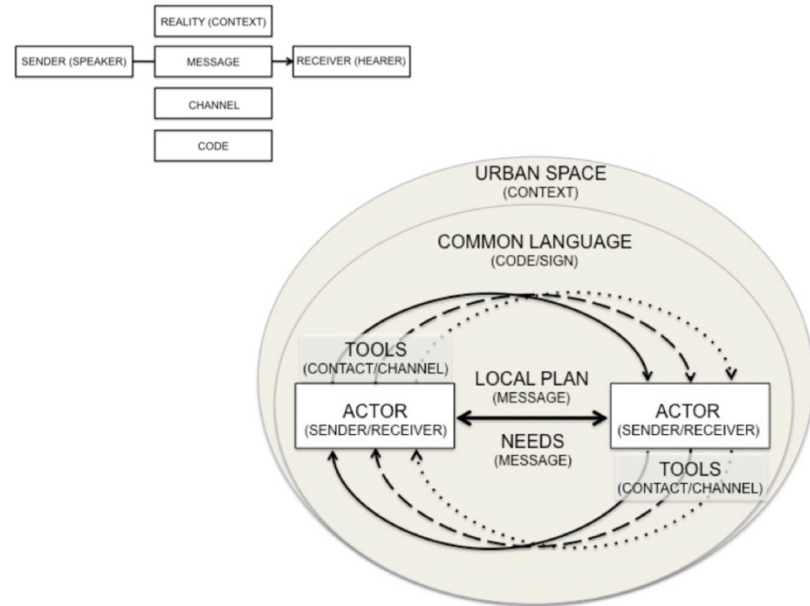 REALITY (CONTEXT)
SENDER (SPEAKER)
MESSAGE
RECEIVER (HEARER)
CHANNEL
CODE
URBAN SPACE
(CONTEXT)
COMMON LANGUAGE
(CODE/SIGN)
TOOLS
(CONTACT/CHANNEL)
LOCAL PLAN
(MESSAGE)
ACTOR
(SENDER/RECEIVER)
NEEDS
(MESSAGE)
ACTOR
(SENDER/RECEIVER)
TOOLS
(CONTACT/CHANNEL)